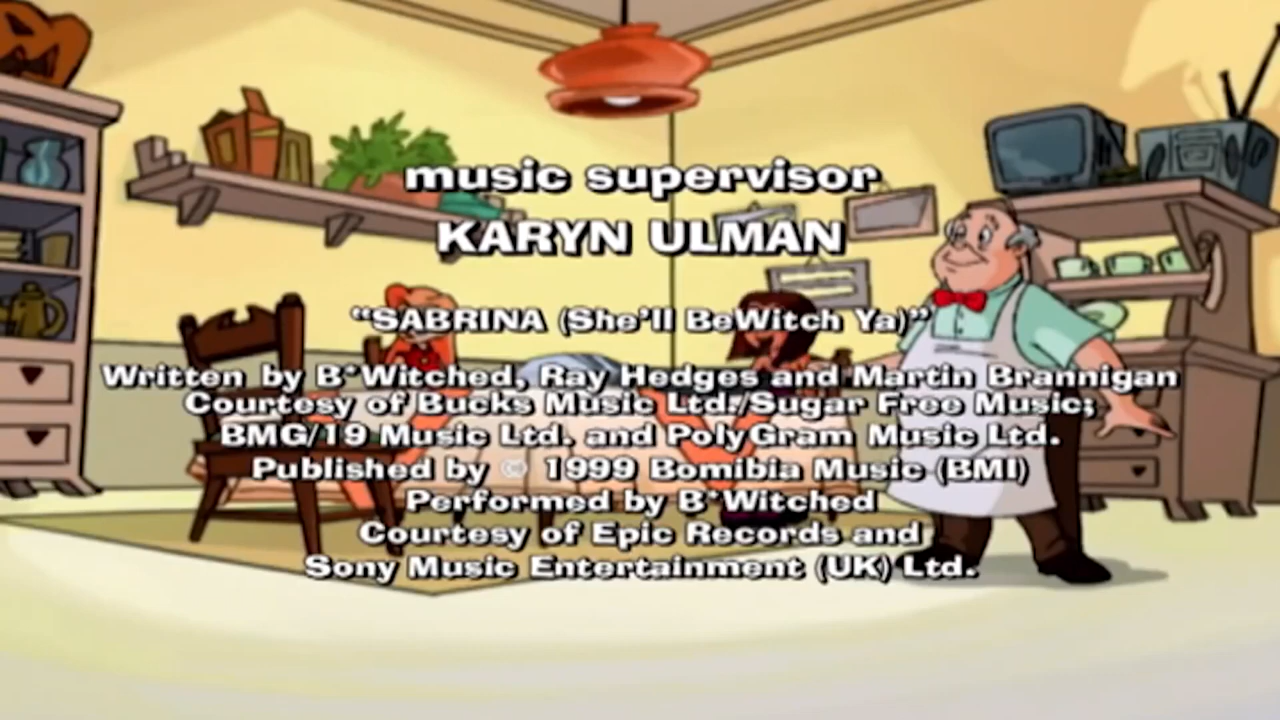 music supervisor
KARYN ULMAN
“SABRINA (She'll BeWitch Ya)”
Written by B*Witched, Ray Hedges and Martin Brannigan
Courtesy of Bucks Music Ltd./Sugar Free Music;
BMG/19 Music Ltd. and PolyGram Music Ltd.
Published by © 1999 Bomibia Music (BMI)
Performed by B*Witched
Courtesy of Epic Records and
Sony Music Entertainment (UK) Ltd.